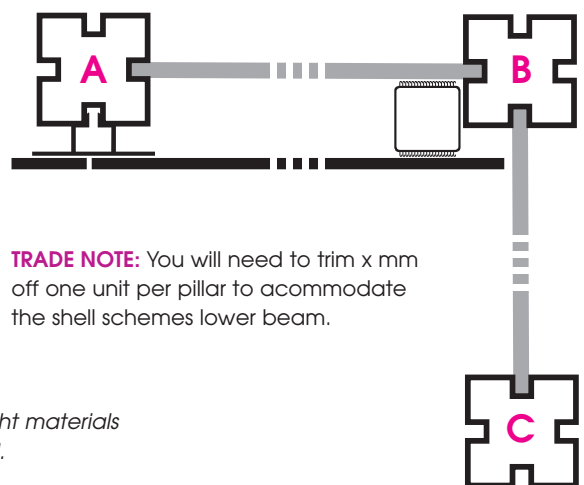 A
B
TRADE NOTE: You will need to trim x mm
off one unit per pillar to acommodate
the shell schemes lower beam.
materials
C